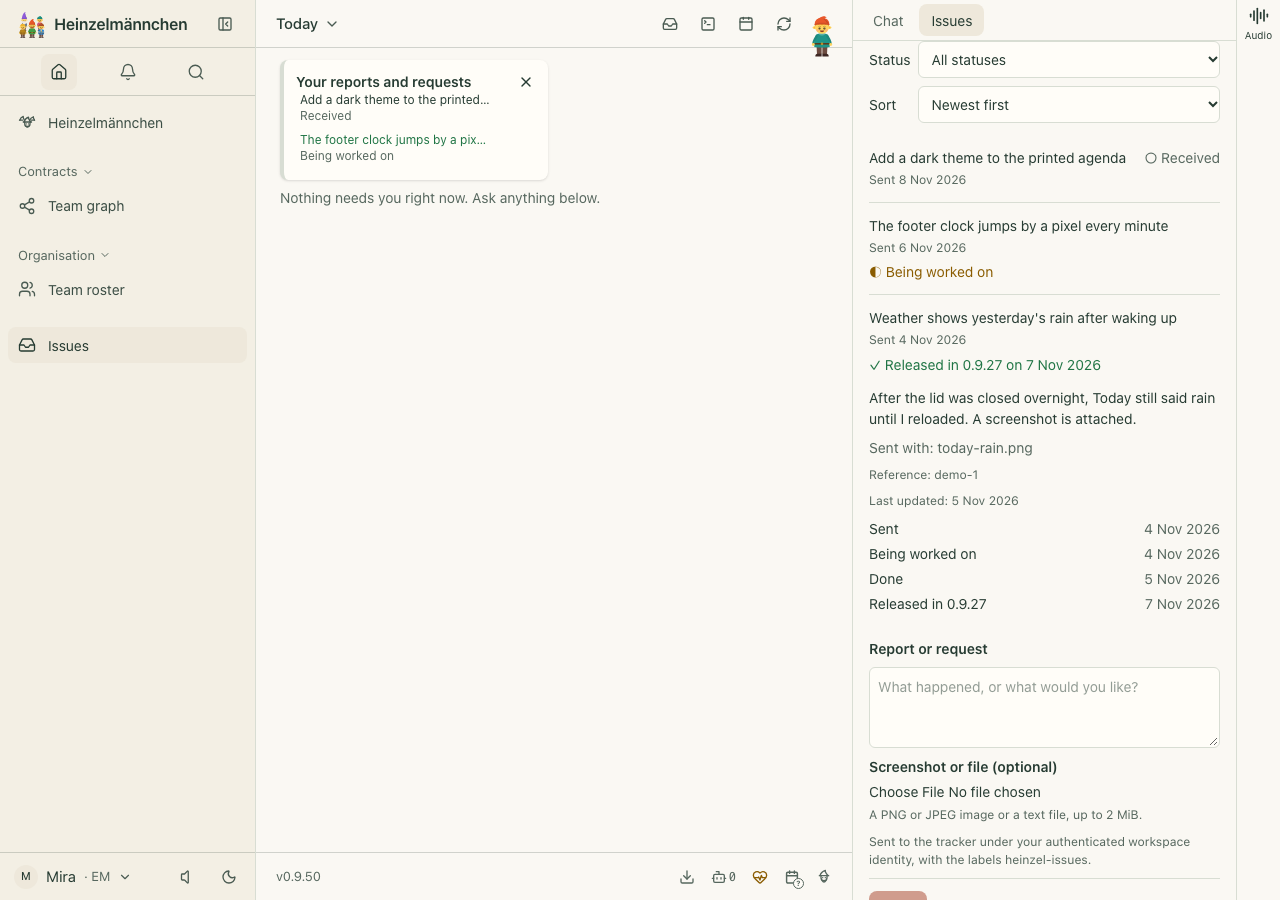 Heinzelmännchen
Heinzelmännchen
Contracts
Team graph
Organisation
Team roster
Issues
M Mira · EM
Today
Your reports and requests
Add a dark theme to the printed...
Received
The footer clock jumps by a pix...
Being worked on
Nothing needs you right now. Ask anything below.
v0.9.50
0
?
Chat Issues
Status All statuses
Sort Newest first
Add a dark theme to the printed agenda Received
Sent 8 Nov 2026
The footer clock jumps by a pixel every minute
Sent 6 Nov 2026
Being worked on
Weather shows yesterday's rain after waking up
Sent 4 Nov 2026
✓ Released in 0.9.27 on 7 Nov 2026
After the lid was closed overnight, Today still said rain
until I reloaded. A screenshot is attached.
Sent with: today-rain.png
Reference: demo-1
Last updated: 5 Nov 2026
Sent 4 Nov 2026
Being worked on 4 Nov 2026
Done 5 Nov 2026
Released in 0.9.27 7 Nov 2026
Report or request
What happened, or what would you like?
Screenshot or file (optional)
Choose File No file chosen
A PNG or JPEG image or a text file, up to 2 MiB.
Sent to the tracker under your authenticated workspace
identity, with the labels heinzel-issues.
Audio